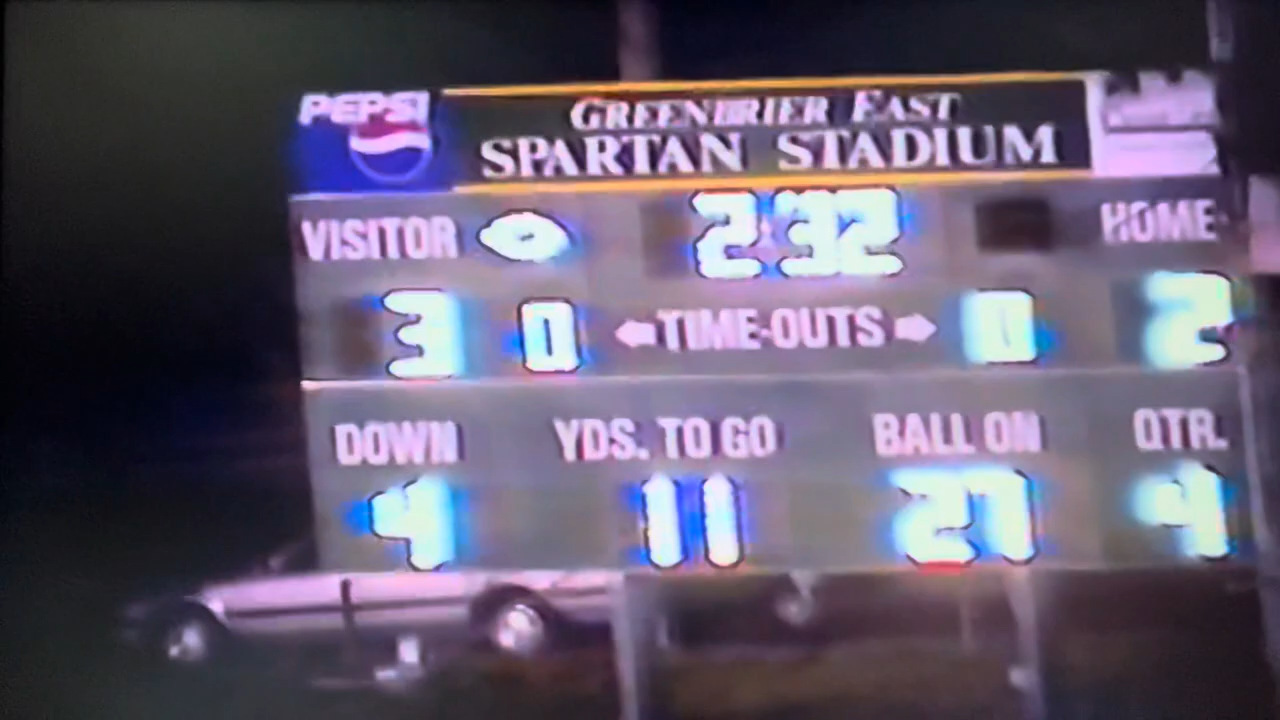 PEPSI
GREENBRIER EAST
SPARTAN STADIUM
VISITOR 2:32 HOME
3 0 TIME-OUTS 0 2
DOWN YDS. TO GO BALL ON QTR.
4 11 27 4